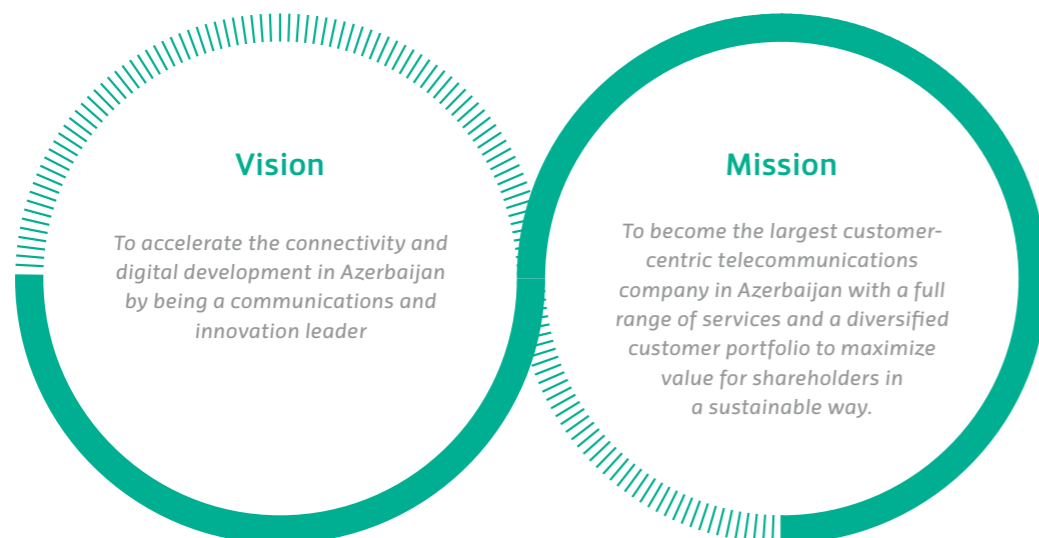 Vision
To accelerate the connectivity and
digital development in Azerbaijan
by being a communications and
innovation leader
Mission
To become the largest customer-
centric telecommunications
company in Azerbaijan with a full
range of services and a diversified
customer portfolio to maximize
value for shareholders in
a sustainable way.